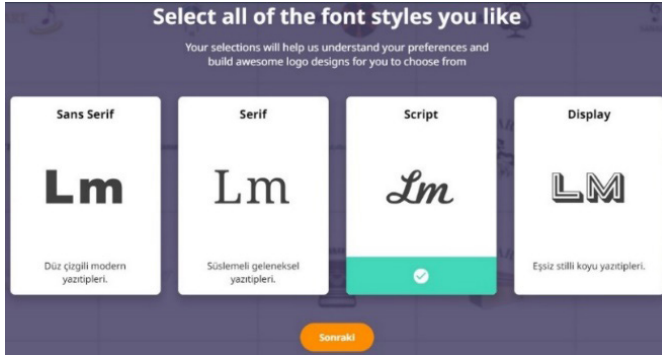 Select all of the font styles you like
Your selections will help us understand your preferences and
build awesome logo designs for you to choose from
Sans Serif
Serif
Script
Display
Lm
Lm
Lm
LM
Düz çizgili modern
yazıtipleri.
Süslemeli geleneksel
yazıtipleri.
Eşsiz stilli koyu yazıtipleri.
Sonraki